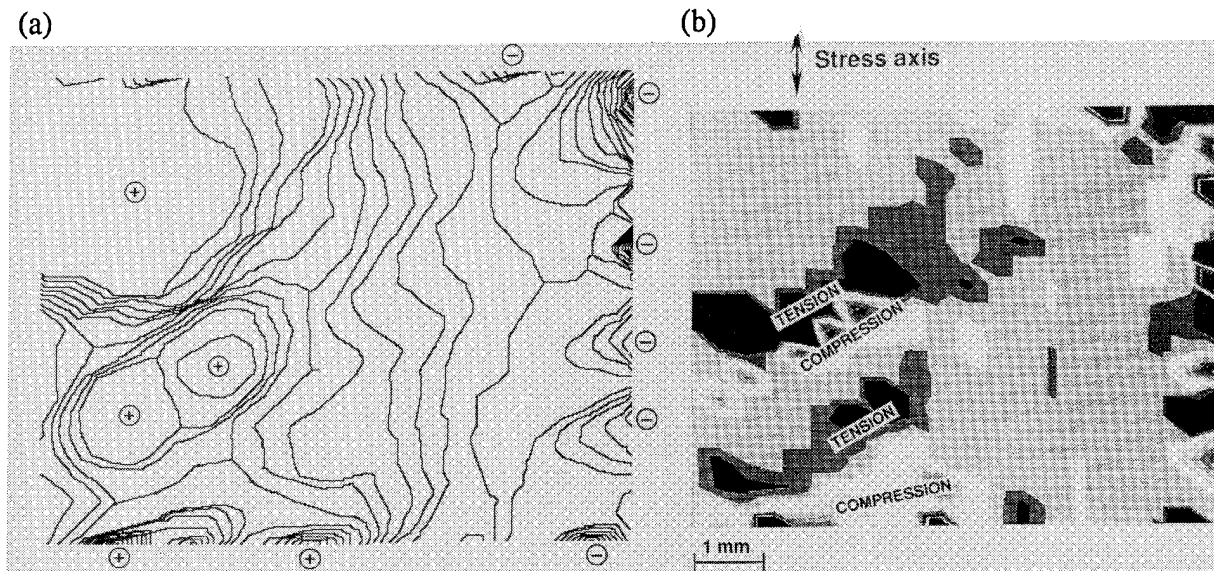 (a)
(b)
Stress axis
−
−
+
−
+
+
−
−
+
+
−
TENSION
COMPRESSION
TENSION
COMPRESSION
1 mm